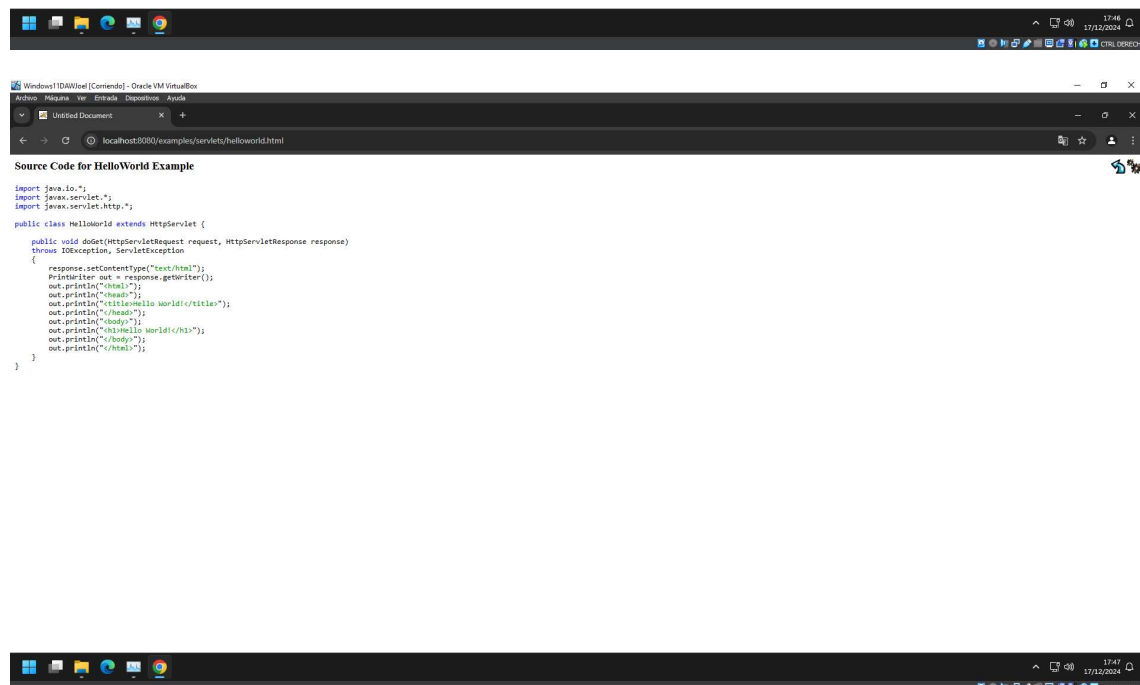 17:46
17/12/2024
CTRL DERECH
Windows11DAWJoel [Corriendo] - Oracle VM VirtualBox
Archivo Máquina Ver Entrada Dispositivos Ayuda
Untitled Document
localhost:8080/examples/servlets/helloworld.html
Source Code for HelloWorld Example
import java.io.*;
import javax.servlet.*;
import javax.servlet.http.*;
public class HelloWorld extends HttpServlet {
public void doGet(HttpServletRequest request, HttpServletResponse response)
throws IOException, ServletException
{
response.setContentType("text/html");
PrintWriter out = response.getWriter();
out.println("<html>");
out.println("<head>");
out.println("<title>Hello World!</title>");
out.println("</head>");
out.println("<body>");
out.println("<h1>Hello World!</h1>");
out.println("</body>");
out.println("</html>");
}
}
17:47
17/12/2024